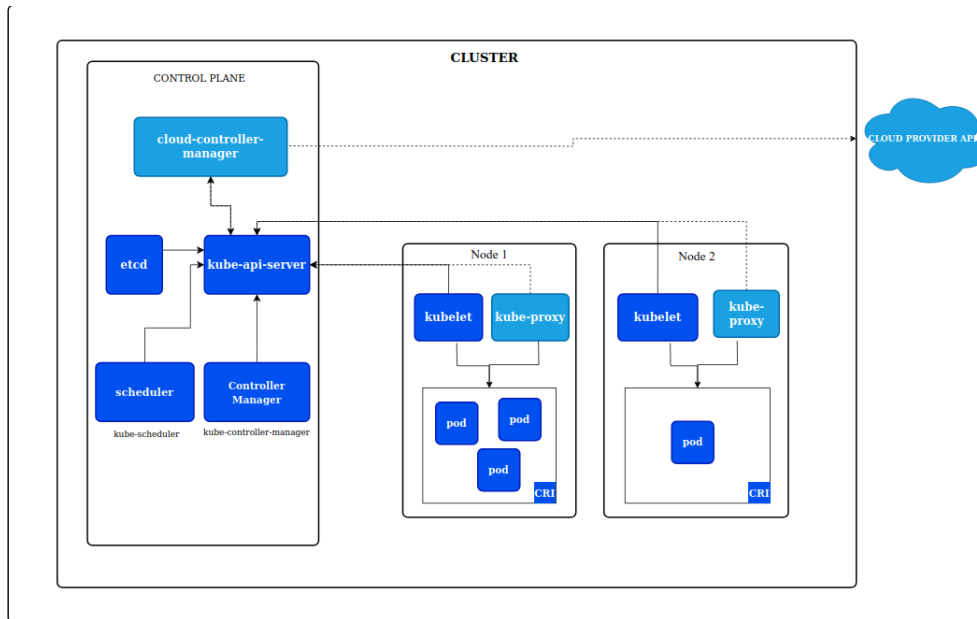 CLUSTER
CONTROL PLANE
cloud-controller-
manager
CLOUD PROVIDER API
etcd
kube-api-server
Node 1
Node 2
kubelet
kube-proxy
kubelet
kube-
proxy
scheduler
Controller
Manager
kube-scheduler
kube-controller-manager
pod
pod
pod
CRI
pod
CRI